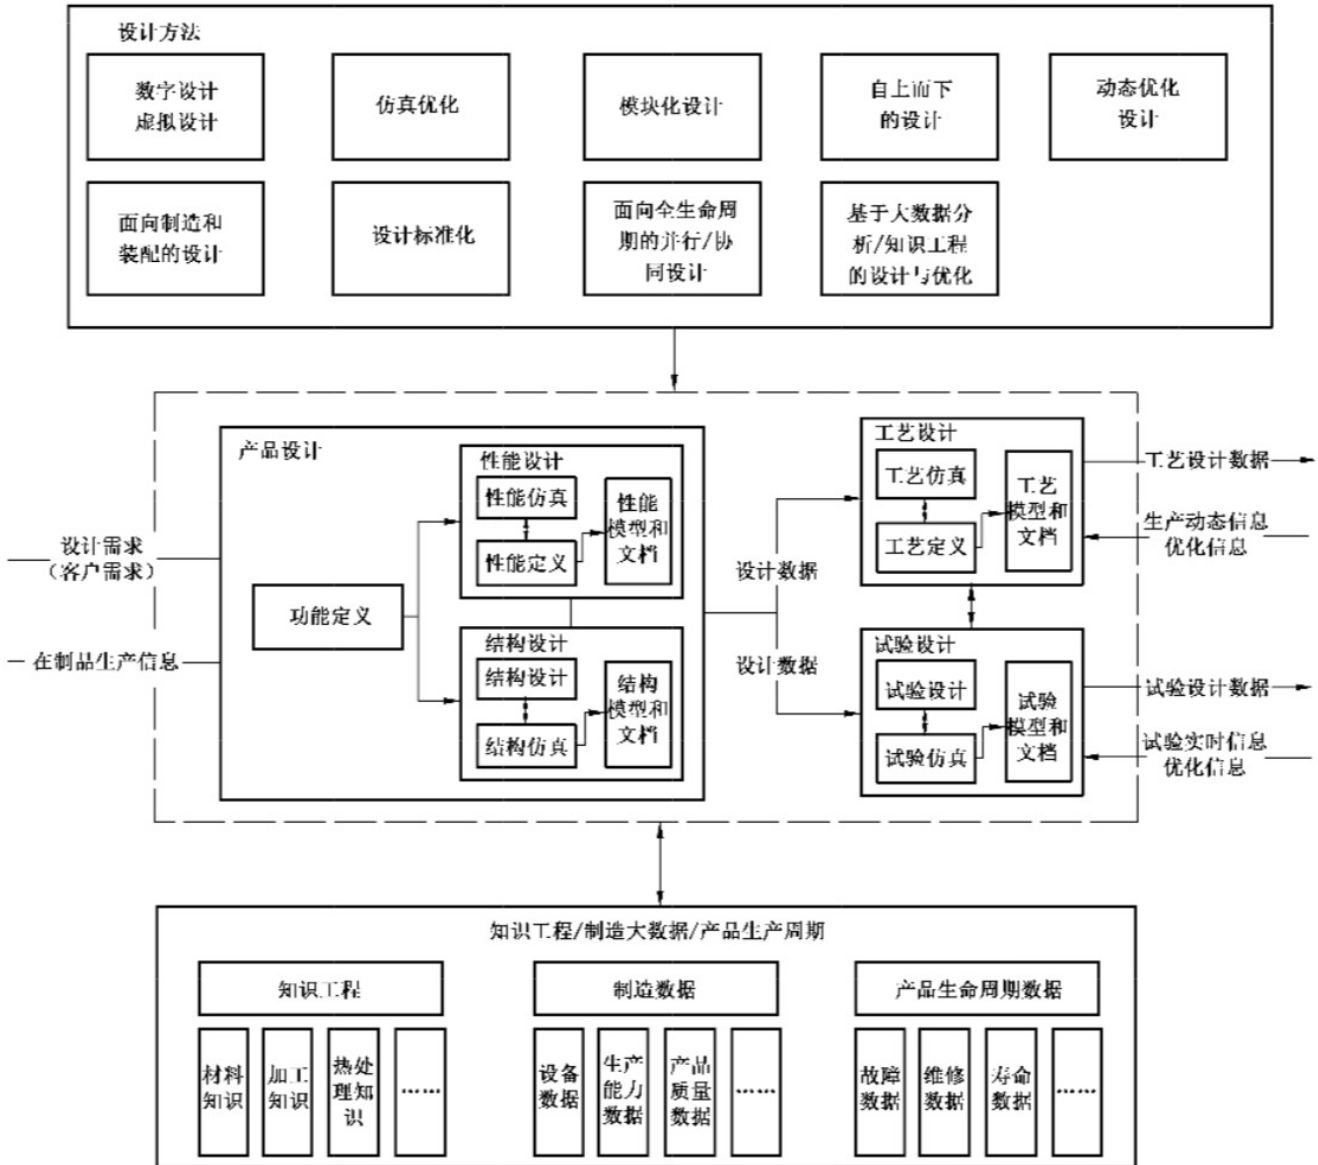 设计方法
数字设计
虚拟设计
仿真优化
模块化设计
自上而下
的设计
动态优化
设计
面向制造和
装配的设计
设计标准化
面向全生命周
期的并行/协
同设计
基于大数据分
析/知识工程
的设计与优化
产品设计
设计需求
(客户需求)
在制品生产信息
功能定义
性能设计
性能仿真
性能定义
性能
模型和
文档
结构设计
结构设计
结构仿真
结构
模型和
文档
设计数据
设计数据
工艺设计
工艺仿真
工艺定义
工艺
模型和
文档
试验设计
试验设计
试验仿真
试验
模型和
文档
工艺设计数据
生产动态信息
优化信息
试验设计数据
试验实时信息
优化信息
知识工程/制造大数据/产品生产周期
知识工程
材料
知识
加工
知识
热处
理知
识
……
制造数据
设备
数据
生产
能力
数据
产品
质量
数据
……
产品生命周期数据
故障
数据
维修
数据
寿命
数据
……